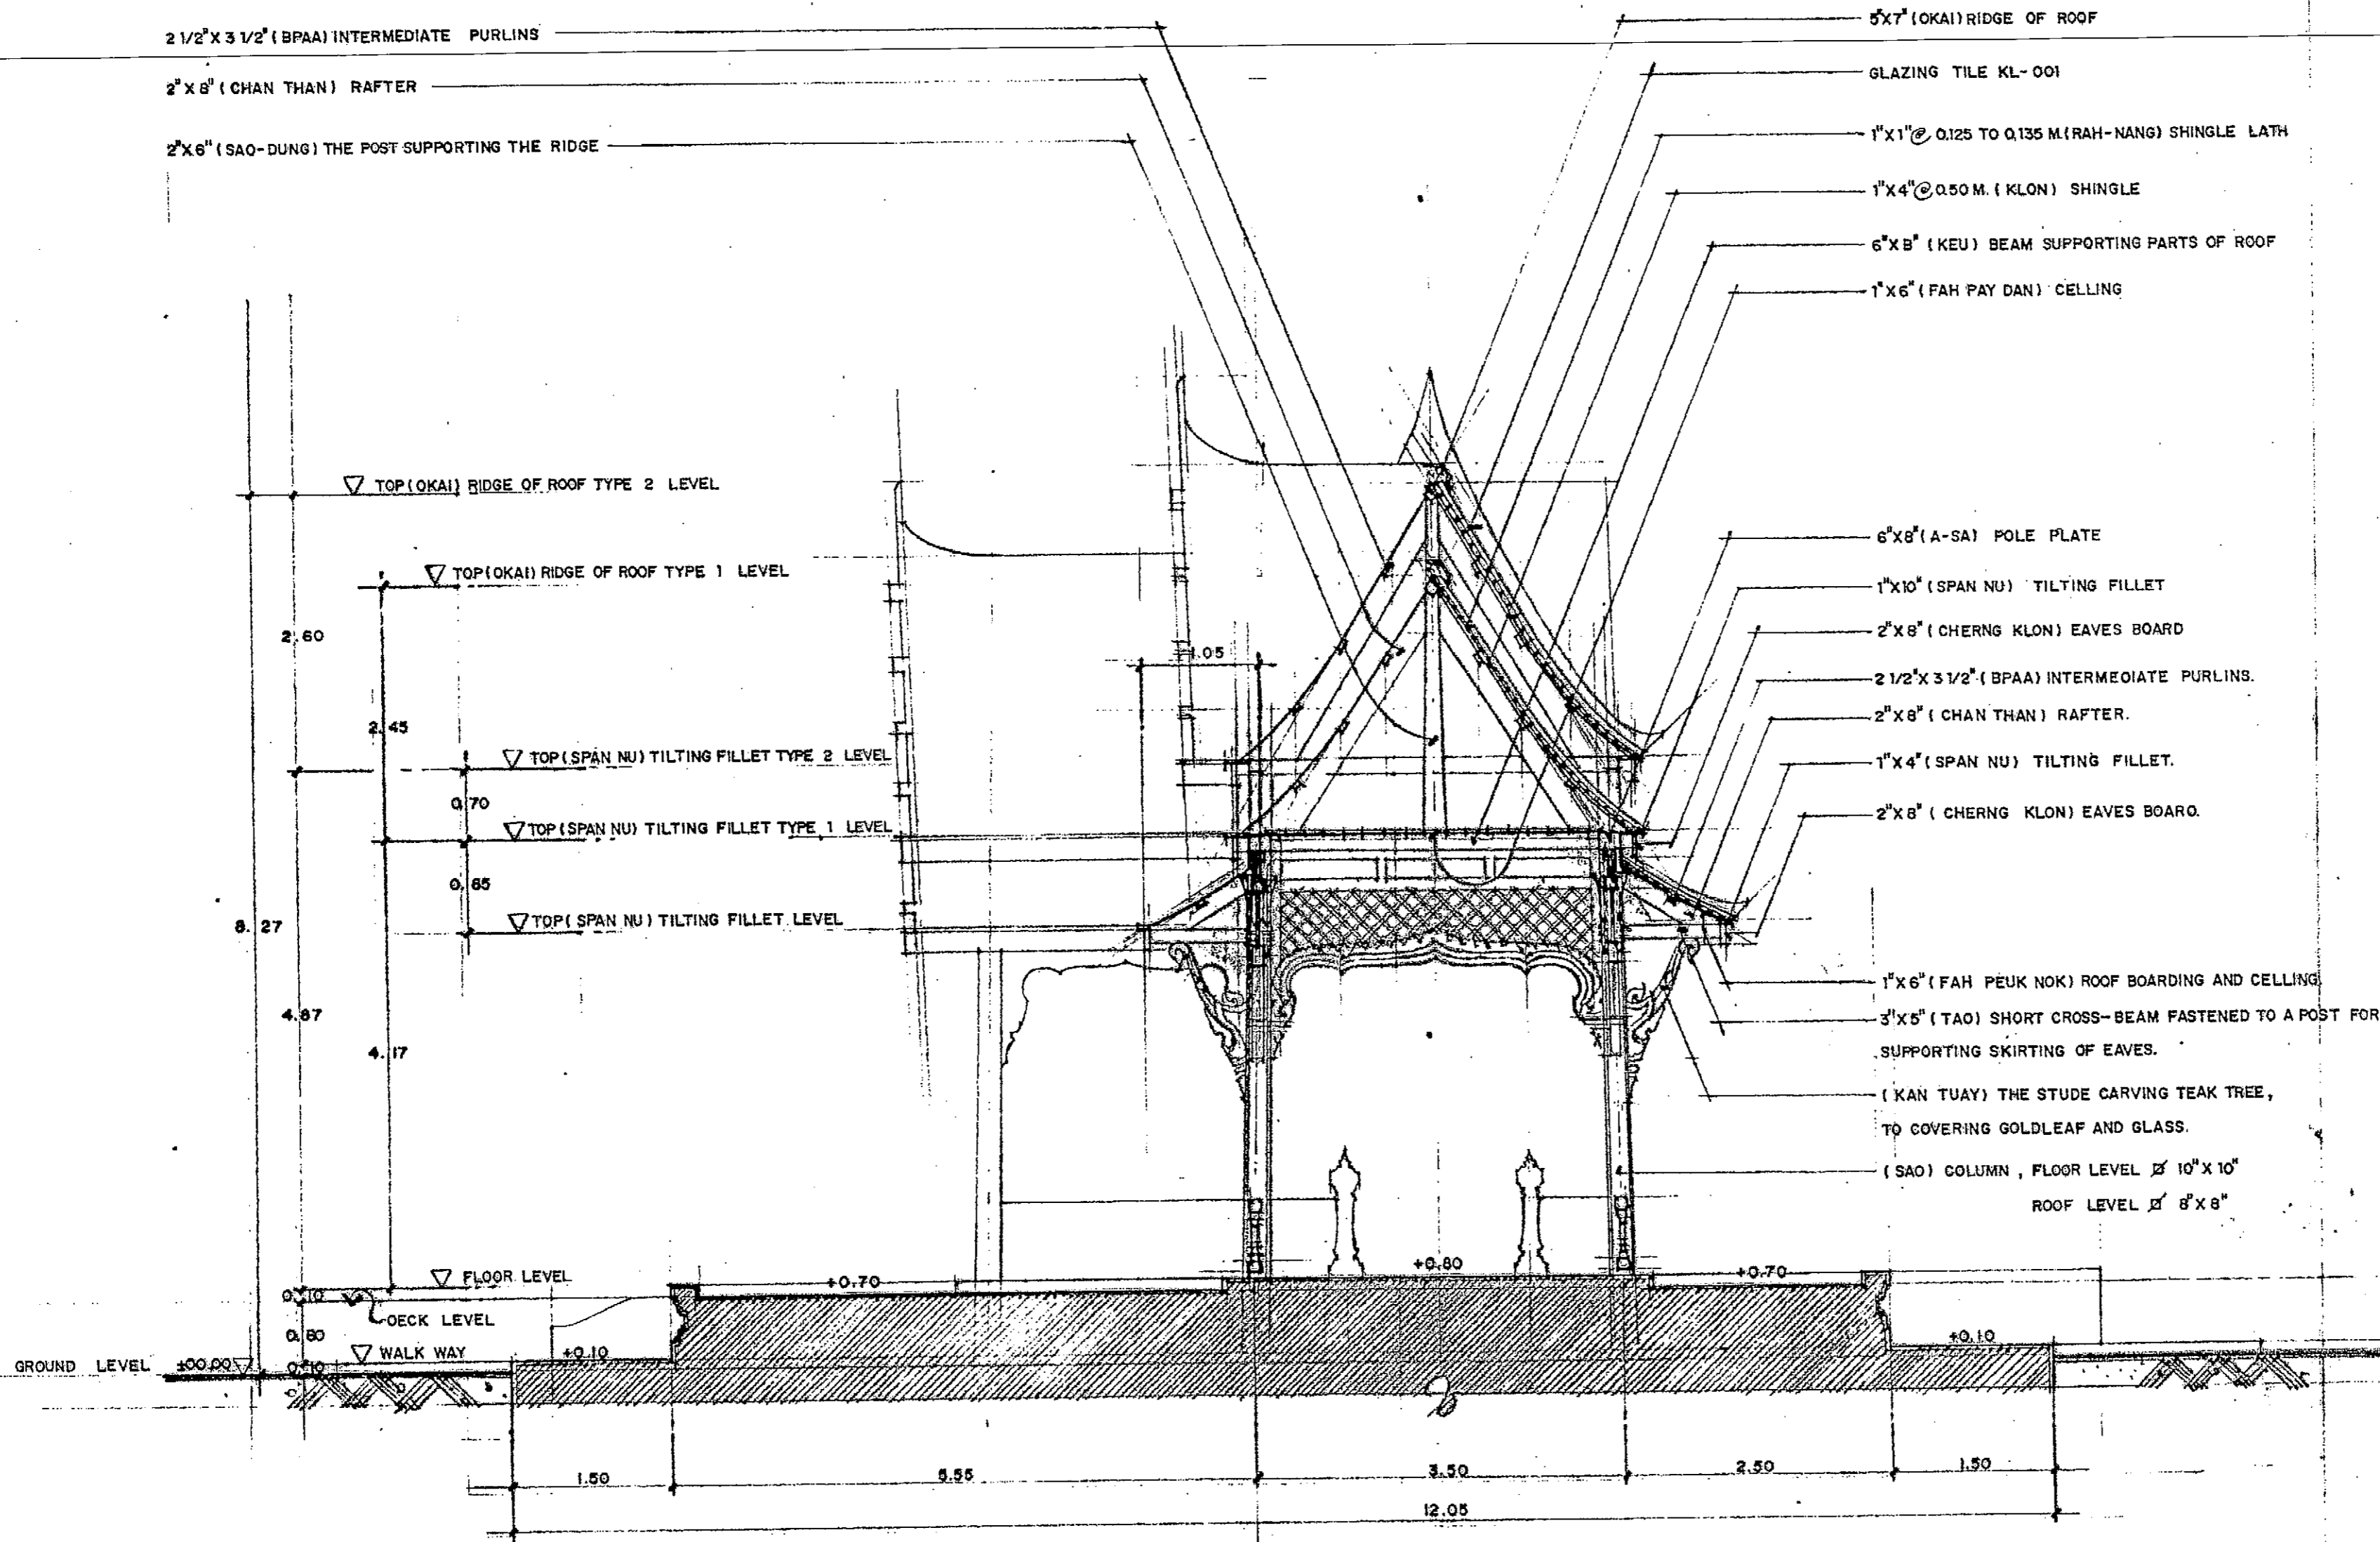 2 1/2"X 3 1/2" ( BPAA) INTERMEDIATE PURLINS
2"X 8" ( CHAN THAN) RAFTER
2"X6" ( SAO-DUNG) THE POST SUPPORTING THE RIDGE
5"X7" (OKAI) RIDGE OF ROOF
GLAZING TILE KL-001
1"X1"@ 0.125 TO 0.135 M.(RAH-NANG) SHINGLE LATH
1"X4"@0.50 M. ( KLON) SHINGLE
6"X8" (KEU) BEAM SUPPORTING PARTS OF ROOF
1"X6" ( FAH PAY DAN) CELLING
6"X8" (A-SA) POLE PLATE
1"X10" (SPAN NU) TILTING FILLET
2"X8" ( CHERNG KLON) EAVES BOARD
2 1/2"X 3 1/2" ( BPAA) INTERMEOIATE PURLINS.
2"X8" ( CHAN THAN) RAFTER.
1"X4" ( SPAN NU) TILTING FILLET.
2"X8" ( CHERNG KLON) EAVES BOARO.
1"X6" ( FAH PEUK NOK) ROOF BOARDING AND CELLING
3"X5" ( TAO) SHORT CROSS-BEAM FASTENED TO A POST FOR
SUPPORTING SKIRTING OF EAVES.
( KAN TUAY) THE STUDE CARVING TEAK TREE,
TO COVERING GOLDLEAF AND GLASS.
( SAO) COLUMN , FLOOR LEVEL 10"X 10"
ROOF LEVEL 8"X 8"
TOP(OKAI) RIDGE OF ROOF TYPE 2 LEVEL
TOP(OKAI) RIDGE OF ROOF TYPE 1 LEVEL
2.60
1.05
2.45
TOP(SPAN NU) TILTING FILLET TYPE 2 LEVEL
0.70
TOP(SPAN NU) TILTING FILLET TYPE 1 LEVEL
0.65
TOP( SPAN NU) TILTING FILLET LEVEL
8.27
4.87
4.17
FLOOR LEVEL
0.10
OECK LEVEL
0.60
WALK WAY
0.10
GROUND LEVEL ±00.00
+0.70
+0.80
+0.70
+0.10
+0.10
1.50
5.55
3.50
2.50
1.50
12.05